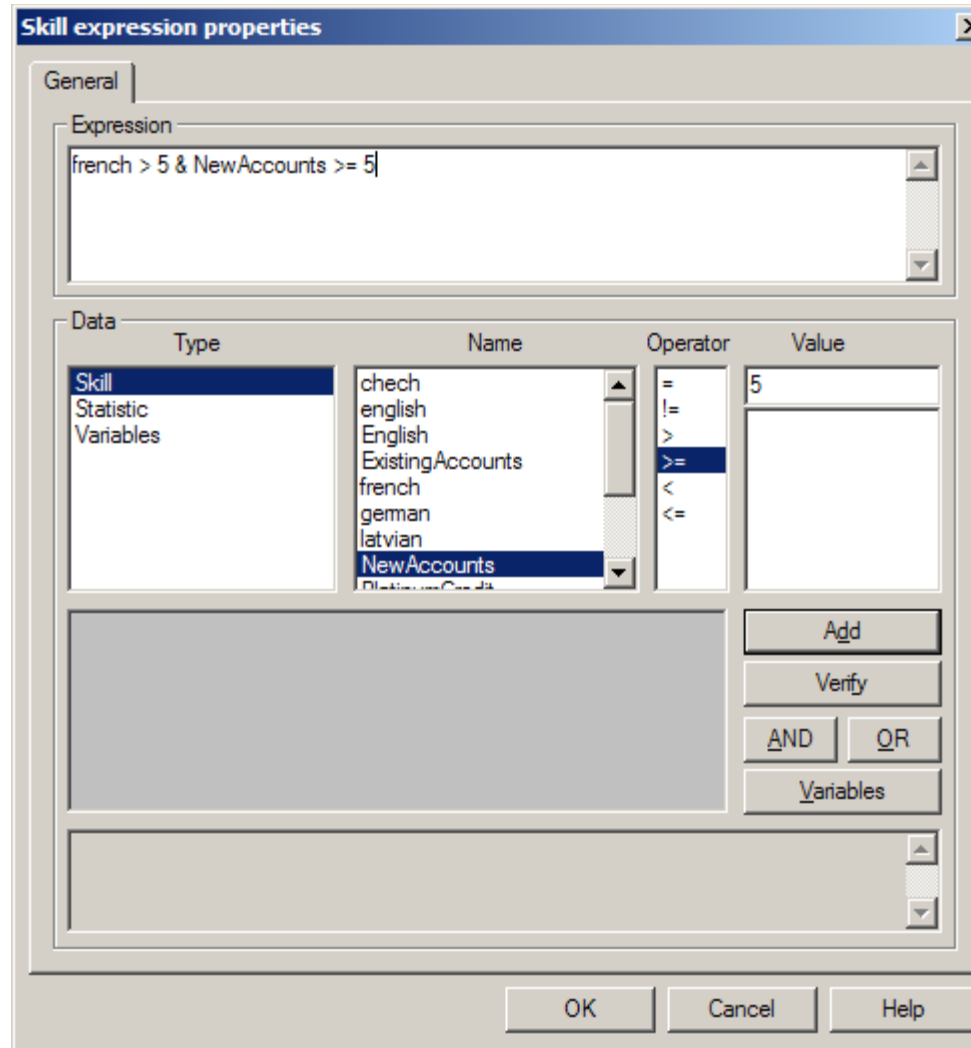 Skill expression properties
General
Expression
french > 5 & NewAccounts >= 5
Data
Type Name Operator Value
Skill
Statistic
Variables
chech
english
English
ExistingAccounts
french
german
latvian
NewAccounts
PlatinumCredit
=
!=
>
>=
<
<=
5
Add
Verify
AND OR
Variables
OK Cancel Help